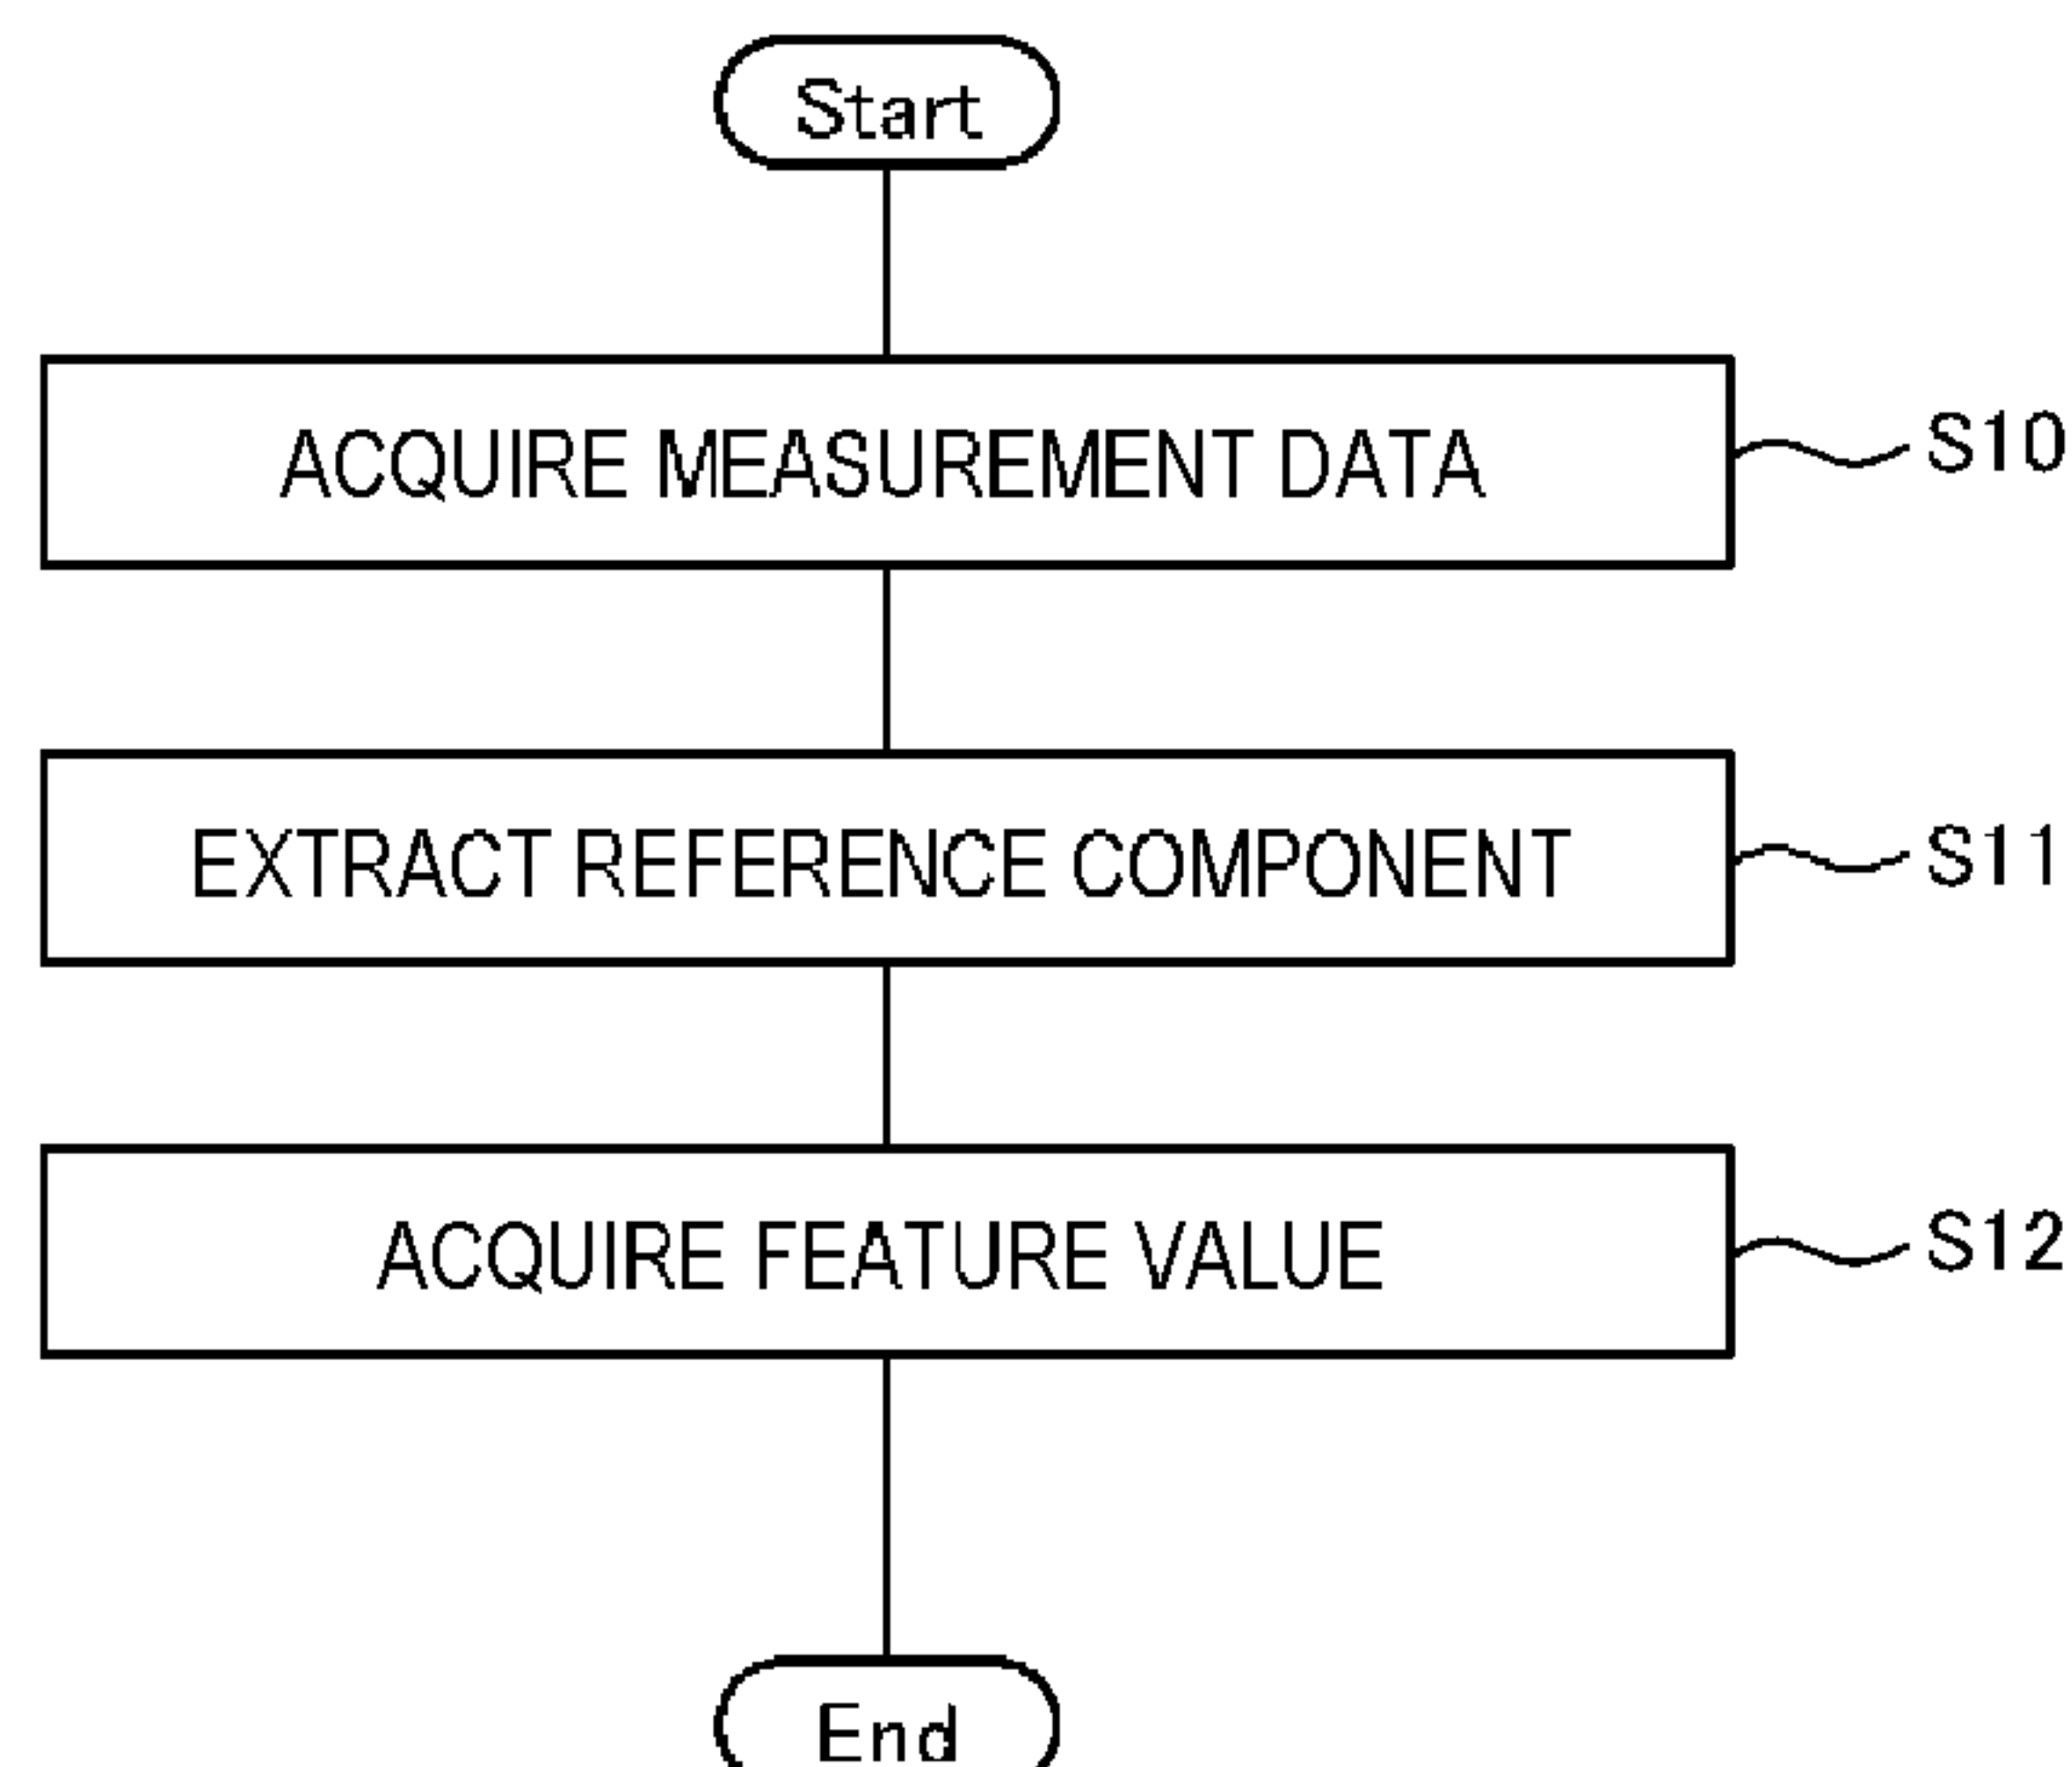 Start
ACQUIRE MEASUREMENT DATA
S10
EXTRACT REFERENCE COMPONENT
S11
ACQUIRE FEATURE VALUE
S12
End